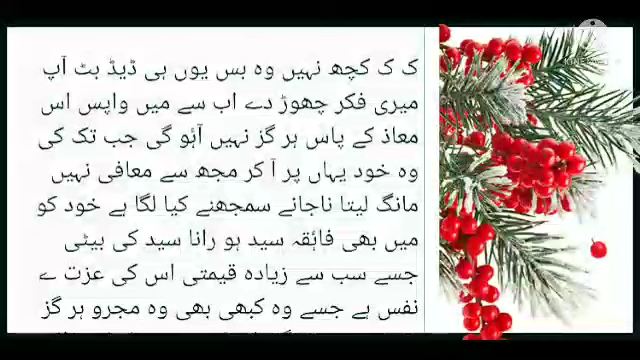 ک ک کچھ نہیں وہ بس یوں ہی ڈیڈ بٹ آپ
میری فکر چھوڑ دے اب سے میں واپس اس
معاذ کے پاس ہر گز نہیں آۂو گی جب تک کی
وہ خود یہاں پر آ کر مجھ سے معافی نہیں
مانگ لیتا ناجانے سمجھنے کیا لگا ہے خود کو
میں بھی فاۂقہ سید ہو رانا سید کی بیٹی
جسے سب سے زیادہ قیمتی اس کی عزت ے
نفس ہے جسے وہ کبھی بھی وہ مجرو ہر گز